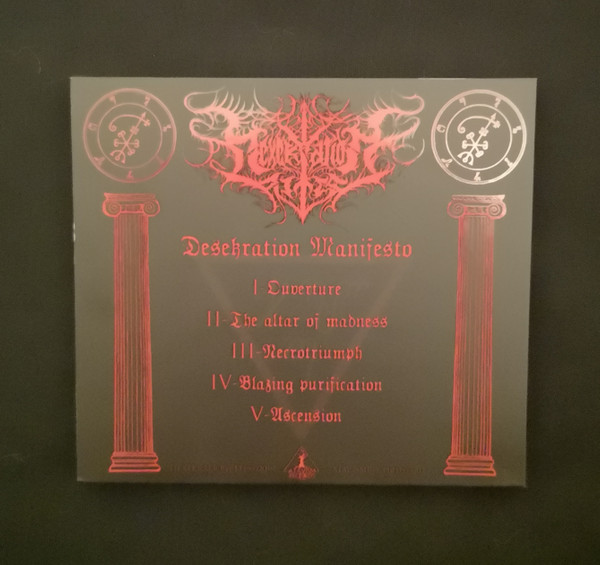 Desekration Manifesto
I-Ouverture
II-The altar of madness
III-Necrotriumph
IV-Blazing purification
V-Ascension